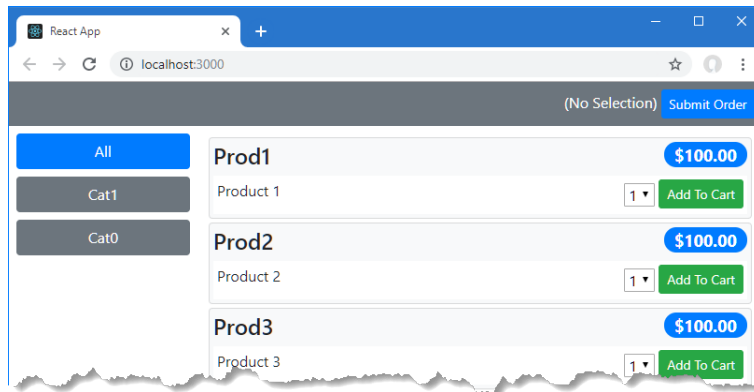 React App
localhost:3000
(No Selection) Submit Order
All
Cat1
Cat0
Prod1 $100.00
Product 1 1 Add To Cart
Prod2 $100.00
Product 2 1 Add To Cart
Prod3 $100.00
Product 3 1 Add To Cart